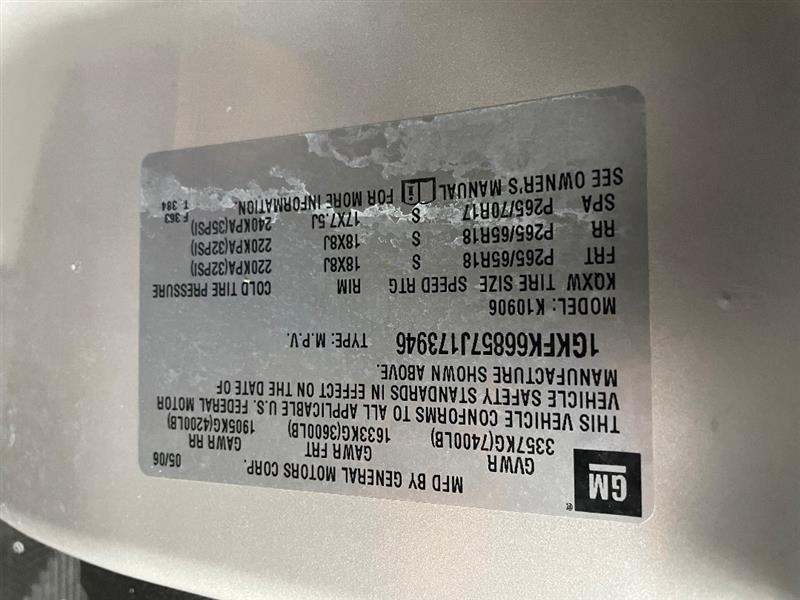 GM
®
MFD BY GENERAL MOTORS CORP. 05/06
GVWR GAWR FRT GAWR RR
3357KG(7400LB) 1633KG(3600LB) 1905KG(4200LB)
THIS VEHICLE CONFORMS TO ALL APPLICABLE U.S. FEDERAL MOTOR
VEHICLE SAFETY STANDARDS IN EFFECT ON THE DATE OF
MANUFACTURE SHOWN ABOVE.
1GKFK66857J173946 TYPE: M.P.V.
MODEL: K10906
KQXW TIRE SIZE SPEED RTG RIM COLD TIRE PRESSURE
FRT P265/65R18 S 18X8J 220KPA(32PSI)
RR P265/65R18 S 18X8J 220KPA(32PSI)
SPA P265/70R17 S 17X7.5J 240KPA(35PSI)
SEE OWNER'S MANUAL FOR MORE INFORMATION.
F 363
T 384